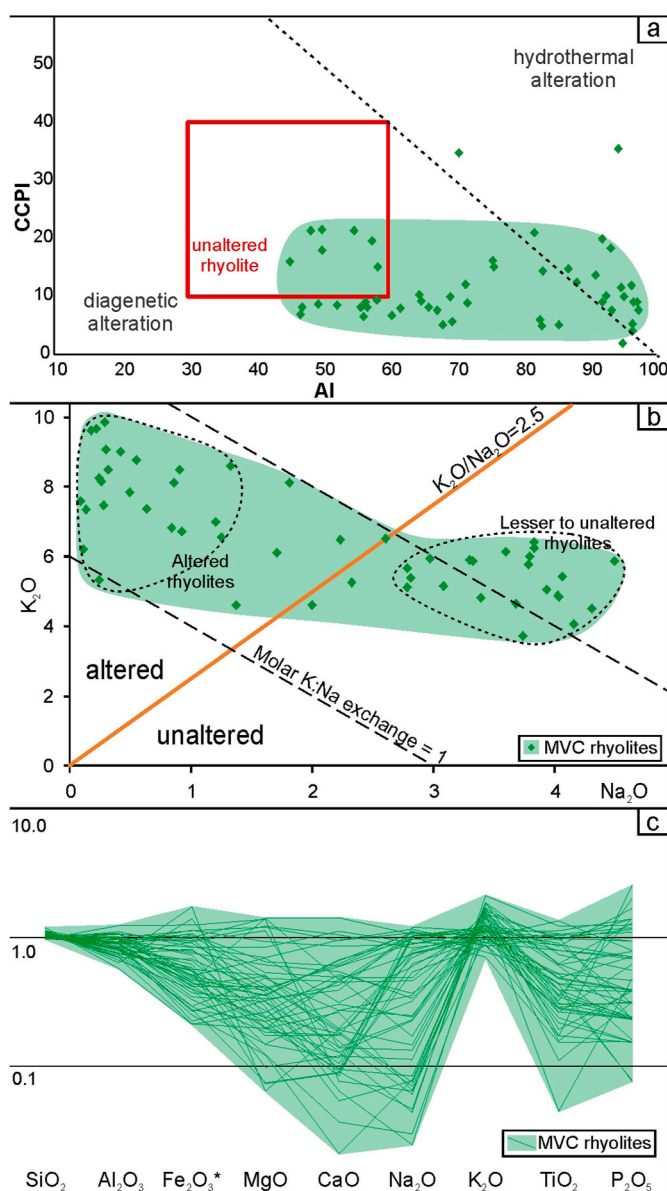 a
hydrothermal
alteration
50
40
30
20
10
0
CCPI
unaltered
rhyolite
diagenetic
alteration
10 20 30 40 50 60 70 80 90 100
AI
b
10
8
6
4
2
0
K₂O
K₂O/Na₂O=2.5
Lesser to unaltered
rhyolites
Altered
rhyolites
Molar K:Na exchange = 1
altered
unaltered
MVC rhyolites
0 1 2 3 4 Na₂O
c
10.0
1.0
0.1
MVC rhyolites
SiO₂ Al₂O₃ Fe₂O₃* MgO CaO Na₂O K₂O TiO₂ P₂O₅